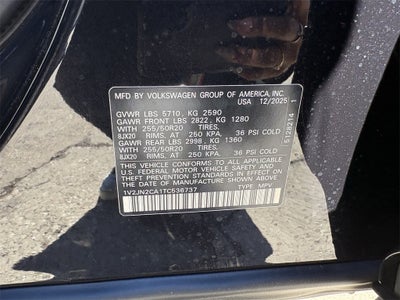 MFD BY VOLKSWAGEN GROUP OF AMERICA, INC.
USA 12/2025
GVWR LBS 5710, KG 2590
GAWR FRONT LBS 2822, KG 1280
WITH 255/50R20 TIRES.
8JX20 RIMS, AT 250 KPA, 36 PSI COLD
GAWR REAR LBS 2998, KG 1360
WITH 255/50R20 TIRES.
8JX20 RIMS, AT 250 KPA, 36 PSI COLD
THIS VEHICLE CONFORMS TO ALL APPLICABLE
U.S. FEDERAL MOTOR VEHICLE SAFETY AND
THEFT PREVENTION STANDARDS IN EFFECT ON
THE DATE OF MANUFACTURE SHOWN ABOVE.
1V2JN2CA1TC536737 TYPE: MPV